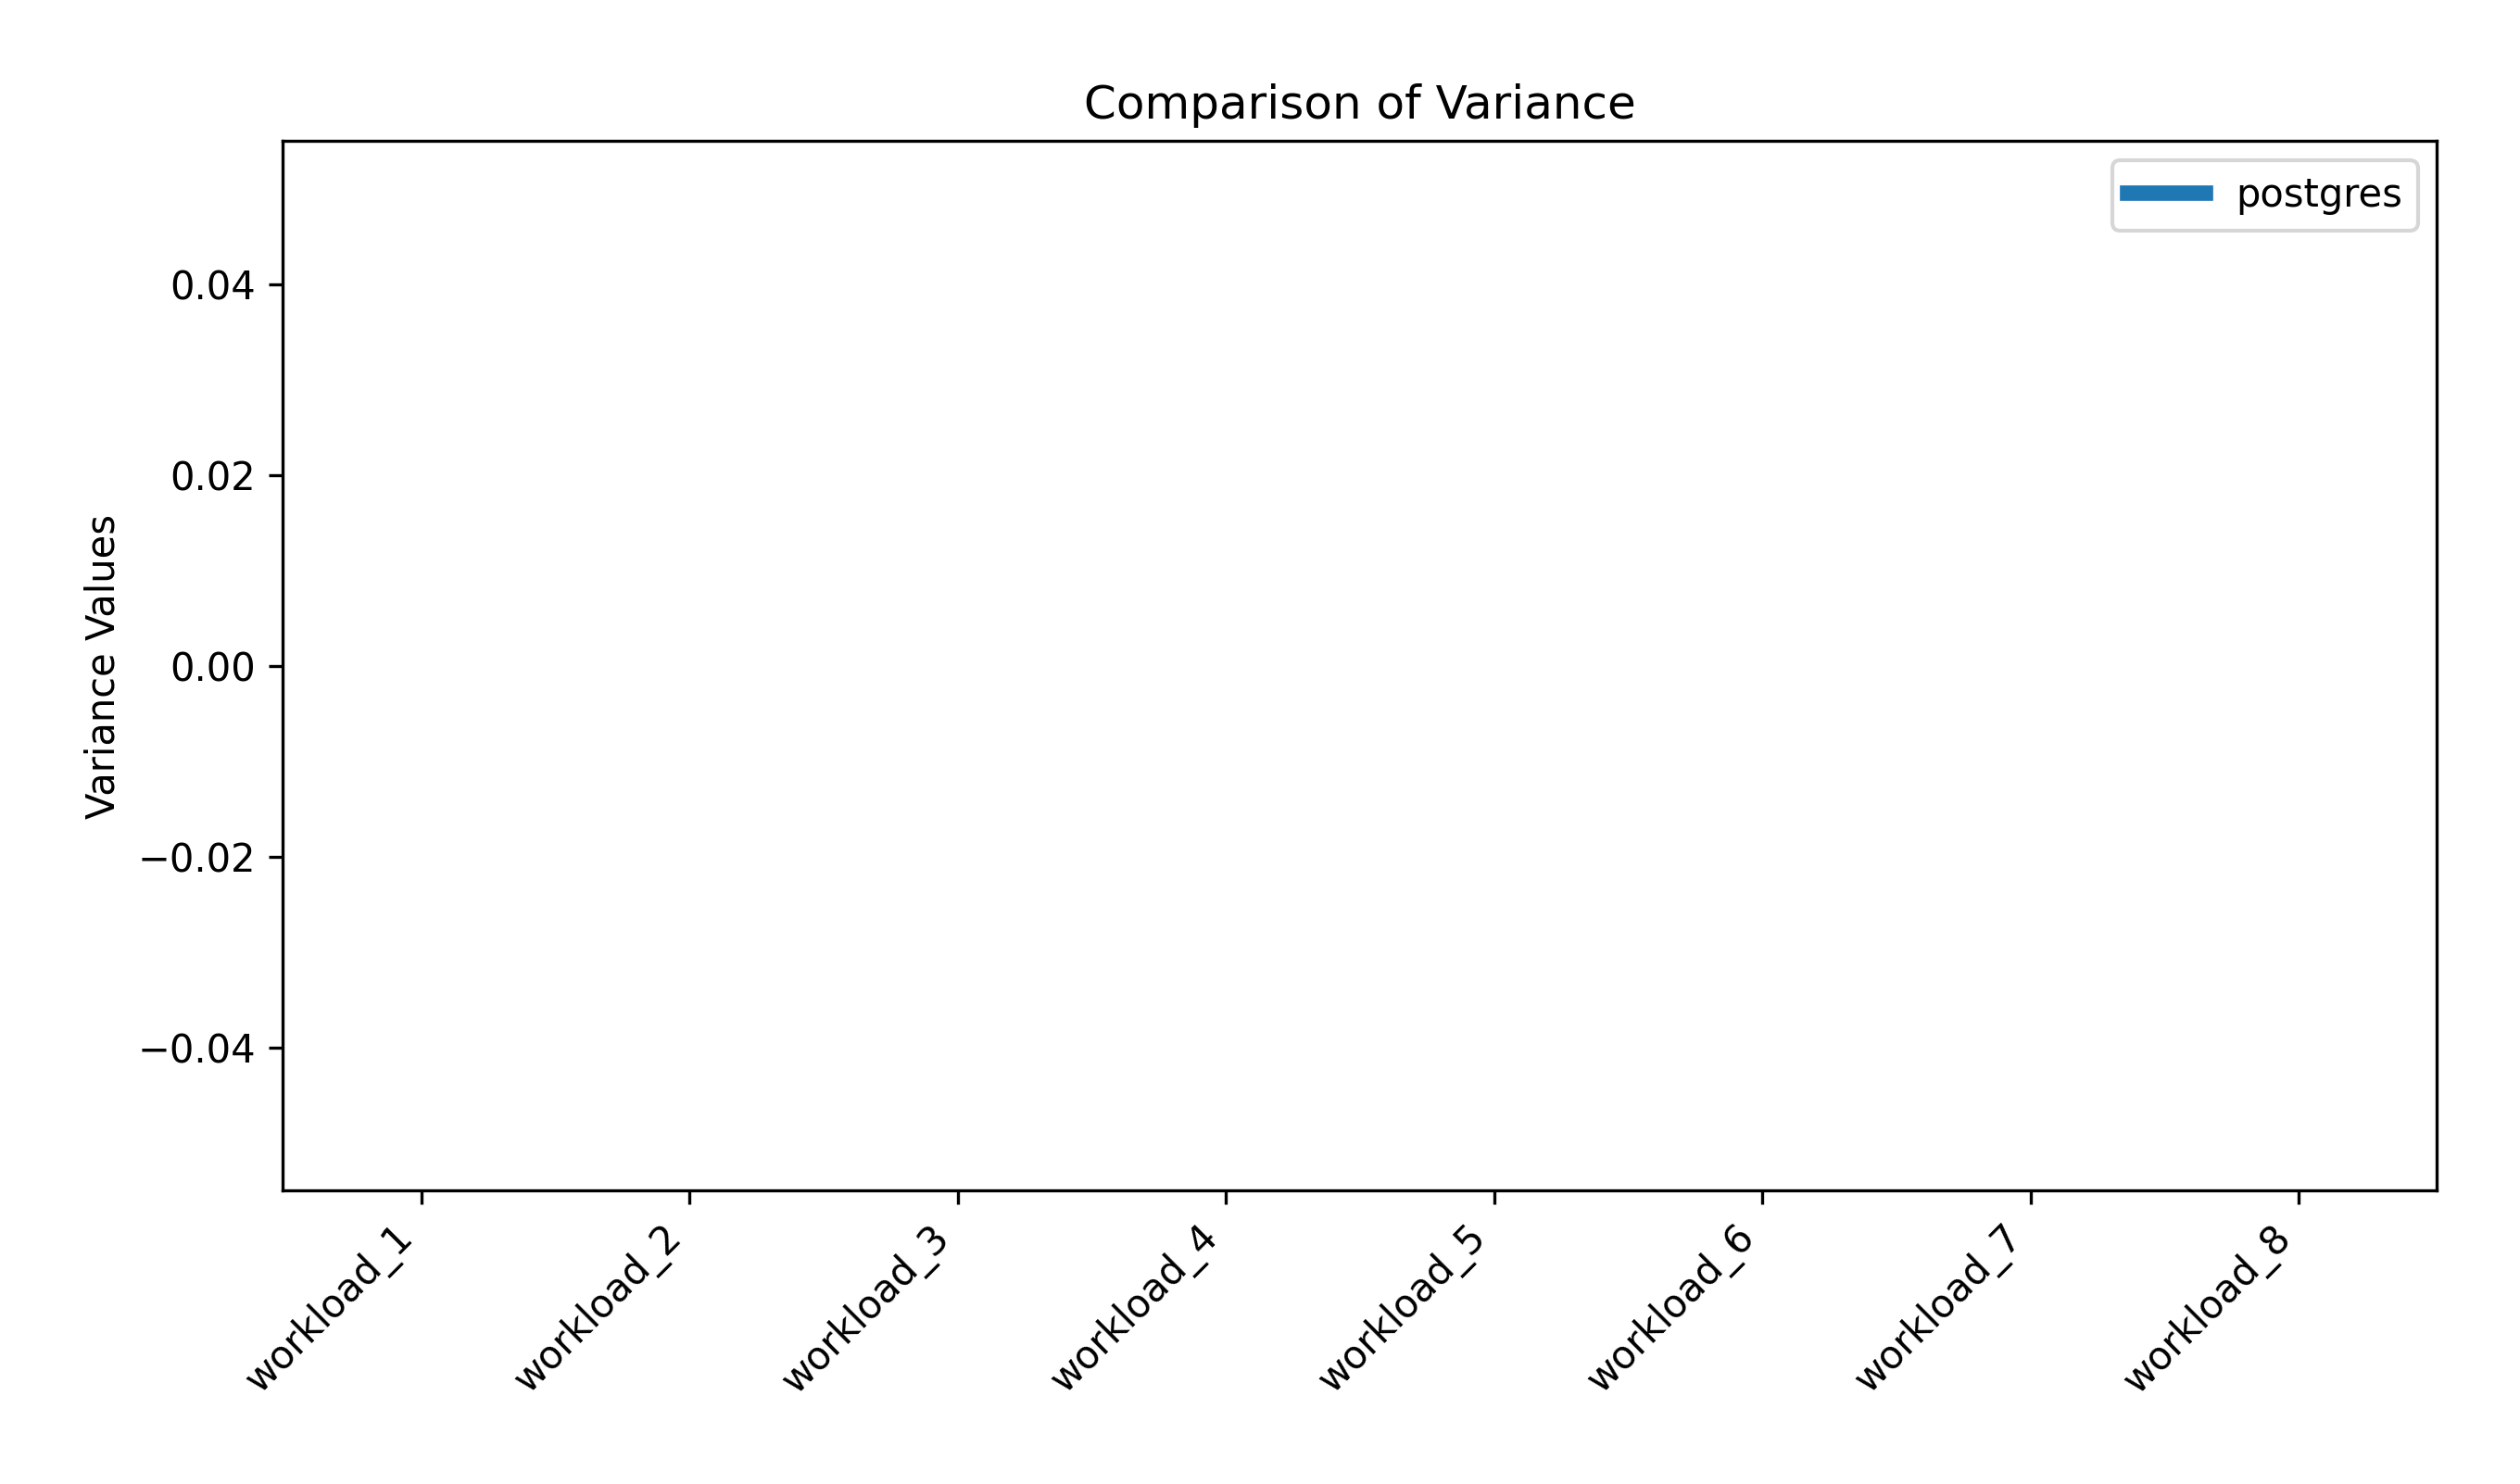 Comparison of Variance
postgres
Variance Values
0.04
0.02
0.00
−0.02
−0.04
workload_1
workload_2
workload_3
workload_4
workload_5
workload_6
workload_7
workload_8